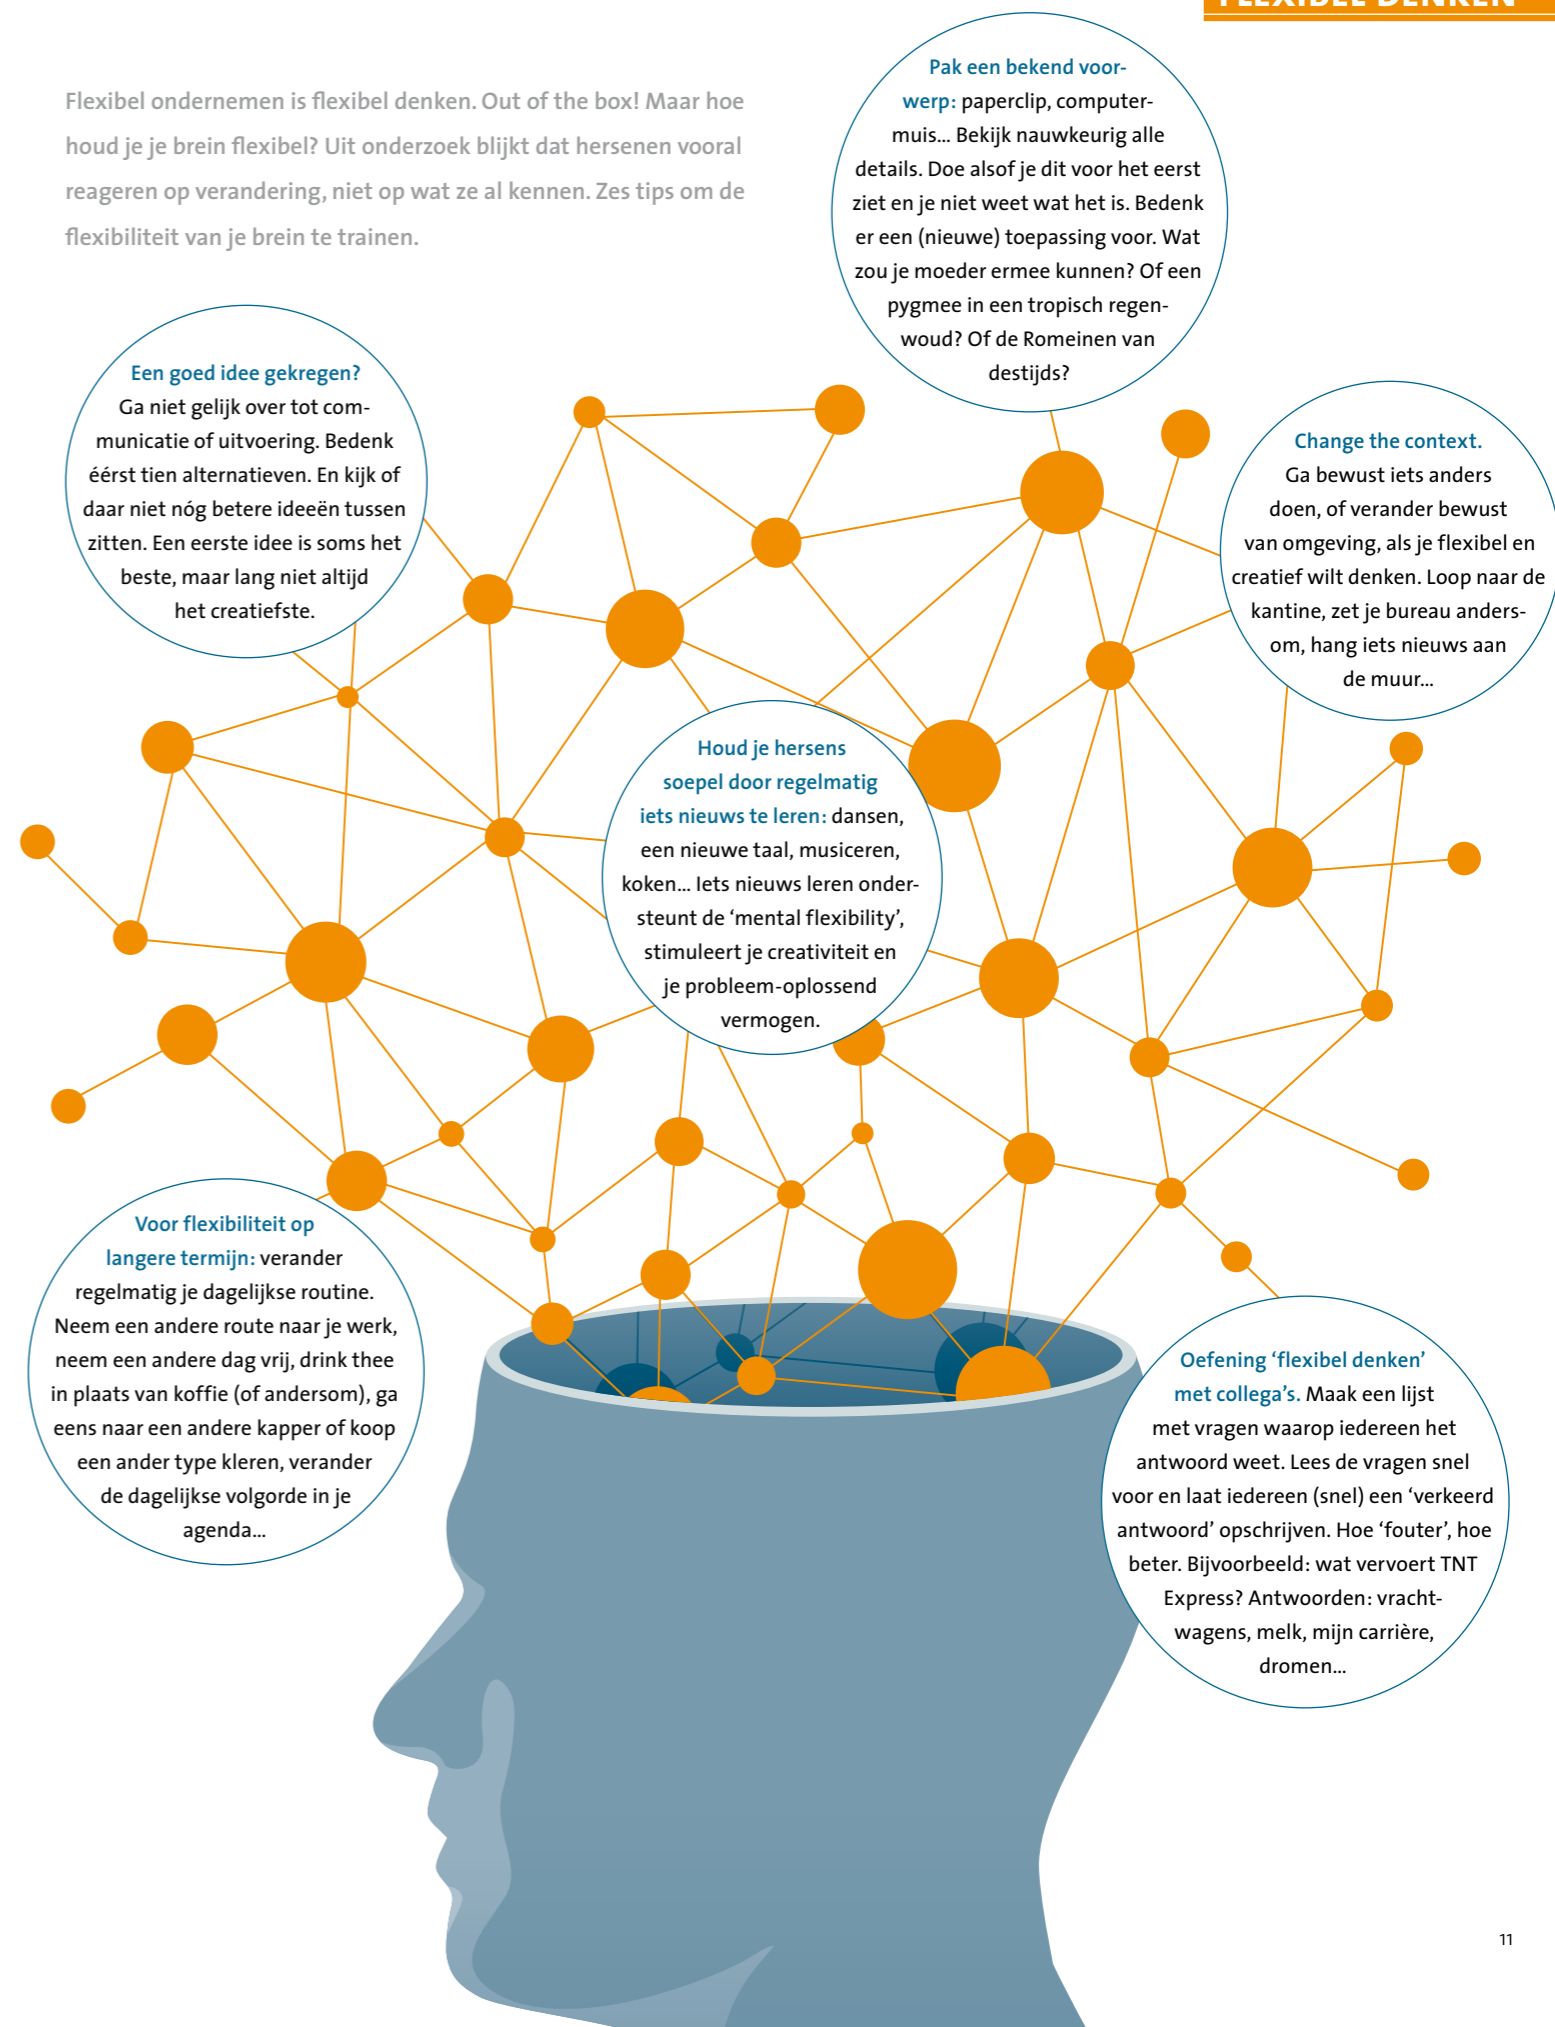 FLEXIBEL DENKEN
Flexibel ondernemen is flexibel denken. Out of the box! Maar hoe
houd je je brein flexibel? Uit onderzoek blijkt dat hersenen vooral
reageren op verandering, niet op wat ze al kennen. Zes tips om de
flexibiliteit van je brein te trainen.
Pak een bekend voor-
werp: paperclip, computer-
muis... Bekijk nauwkeurig alle
details. Doe alsof je dit voor het eerst
ziet en je niet weet wat het is. Bedenk
er een (nieuwe) toepassing voor. Wat
zou je moeder ermee kunnen? Of een
pygmee in een tropisch regen-
woud? Of de Romeinen van
destijds?
Een goed idee gekregen?
Ga niet gelijk over tot com-
municatie of uitvoering. Bedenk
éérst tien alternatieven. En kijk of
daar niet nóg betere ideeën tussen
zitten. Een eerste idee is soms het
beste, maar lang niet altijd
het creatiefste.
Change the context.
Ga bewust iets anders
doen, of verander bewust
van omgeving, als je flexibel en
creatief wilt denken. Loop naar de
kantine, zet je bureau anders-
om, hang iets nieuws aan
de muur...
Houd je hersens
soepel door regelmatig
iets nieuws te leren: dansen,
een nieuwe taal, musiceren,
koken... Iets nieuws leren onder-
steunt de ‘mental flexibility’,
stimuleert je creativiteit en
je probleem-oplossend
vermogen.
Voor flexibiliteit op
langere termijn: verander
regelmatig je dagelijkse routine.
Neem een andere route naar je werk,
neem een andere dag vrij, drink thee
in plaats van koffie (of andersom), ga
eens naar een andere kapper of koop
een ander type kleren, verander
de dagelijkse volgorde in je
agenda...
Oefening ‘flexibel denken’
met collega’s. Maak een lijst
met vragen waarop iedereen het
antwoord weet. Lees de vragen snel
voor en laat iedereen (snel) een ‘verkeerd
antwoord’ opschrijven. Hoe ‘fouter’, hoe
beter. Bijvoorbeeld: wat vervoert TNT
Express? Antwoorden: vracht-
wagens, melk, mijn carrière,
dromen...
11